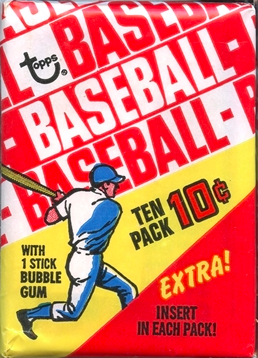 topps
BASEBALL
BASEBALL
BASEBALL
TEN
PACK 10¢
WITH
1 STICK
BUBBLE
GUM
EXTRA!
INSERT
IN EACH PACK!